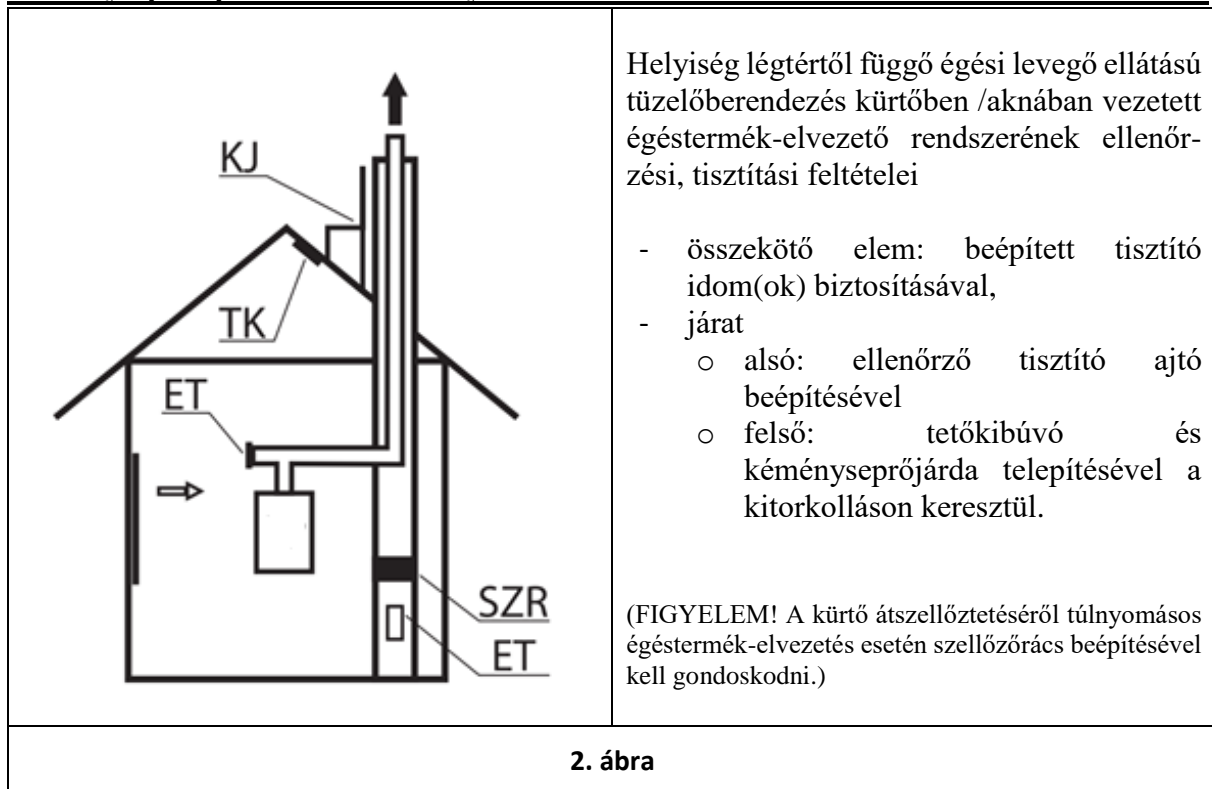 KJ
TK
ET
SZR
ET
Helyiség légtértől függő égési levegő ellátású
tüzelőberendezés kürtőben /aknában vezetett
égéstermék-elvezető rendszerének ellenőr-
zési, tisztítási feltételei
- összekötő elem: beépített tisztító
idom(ok) biztosításával,
- járat
o alsó: ellenőrző tisztító ajtó
beépítésével
o felső: tetőkibúvó és
kéményseprőjárda telepítésével a
kitorkolláson keresztül.
(FIGYELEM! A kürtő átszellőztetéséről túlnyomásos
égéstermék-elvezetés esetén szellőzőrács beépítésével
kell gondoskodni.)
2. ábra